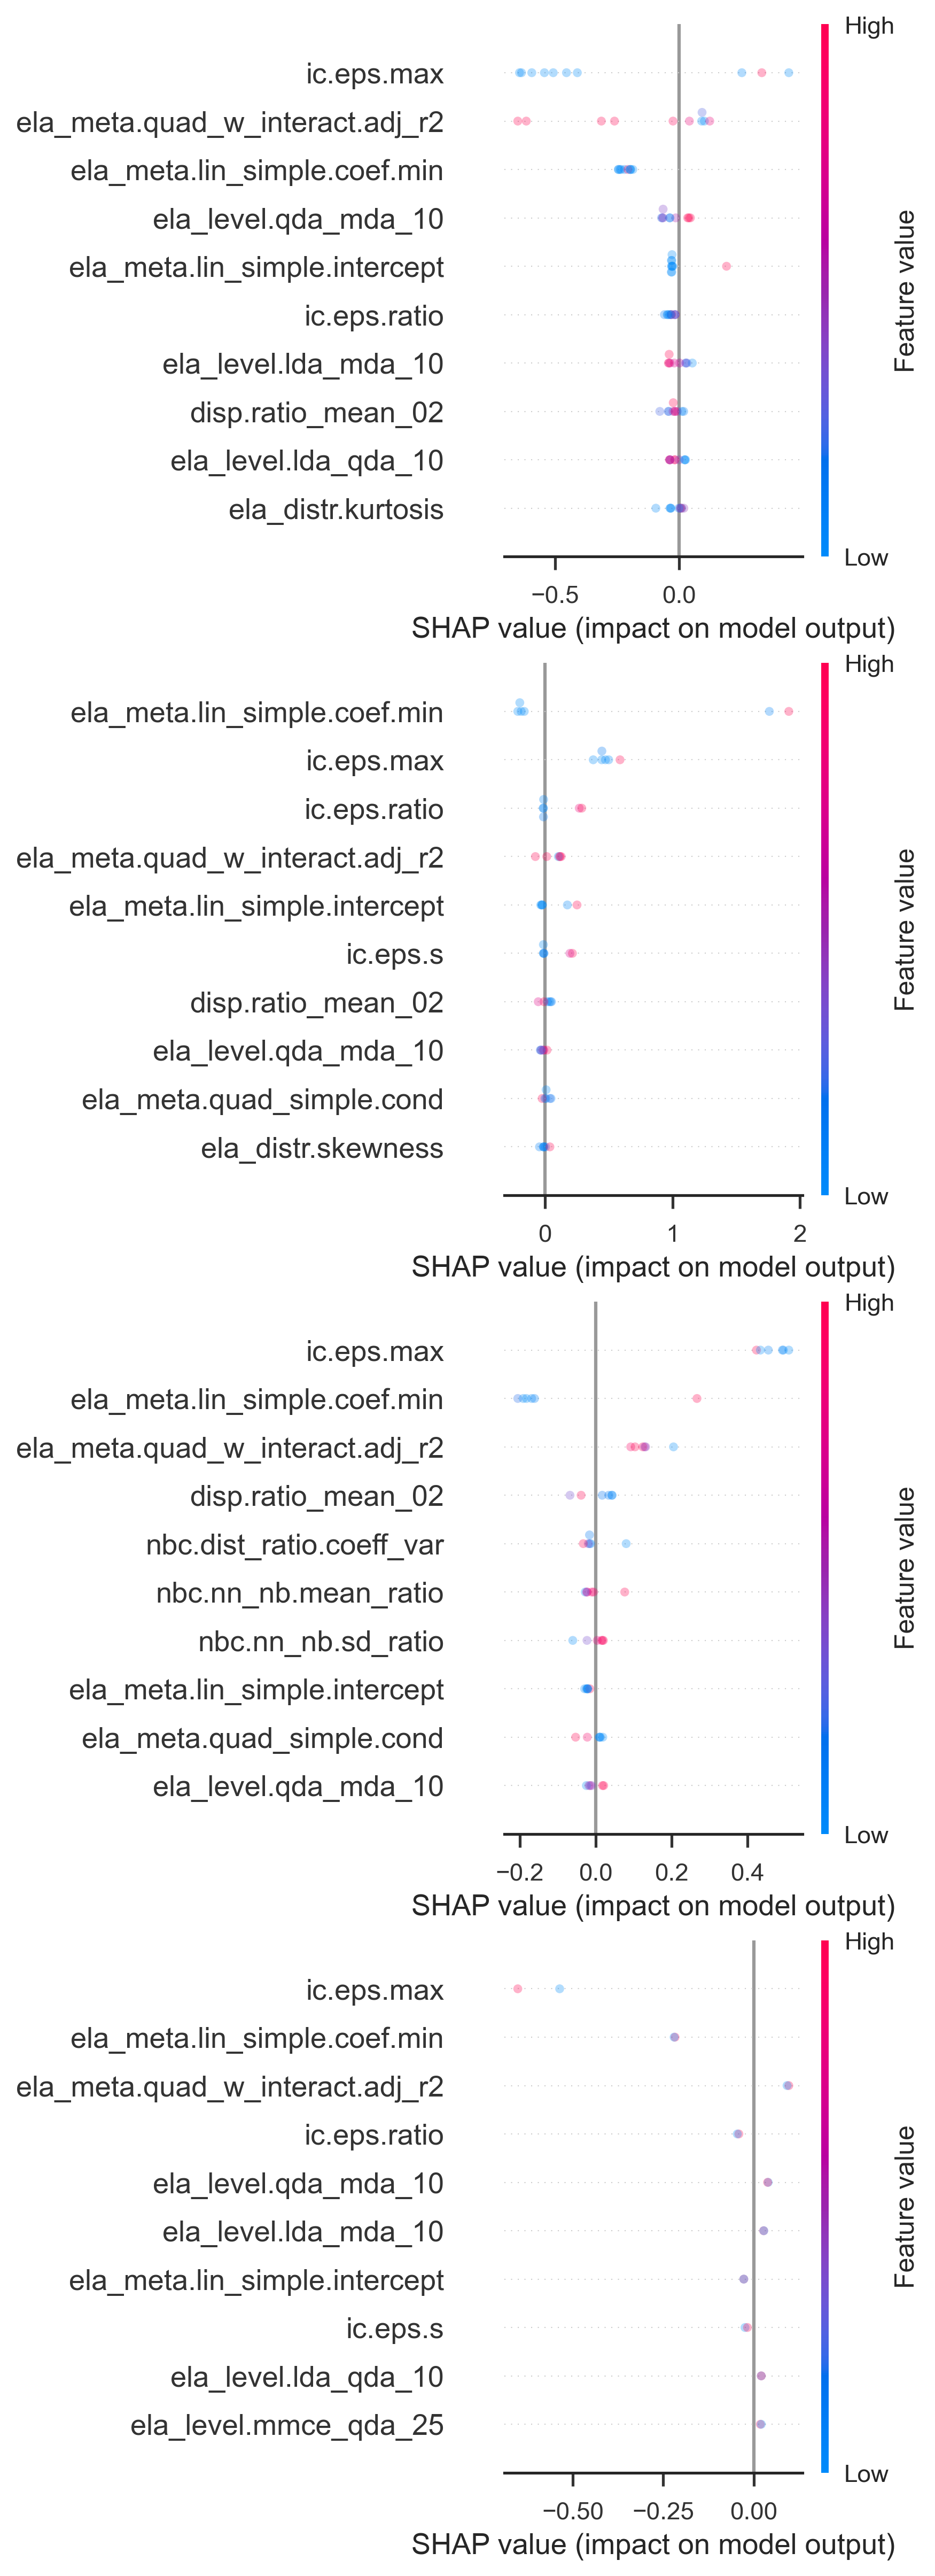 High
ic.eps.max
ela_meta.quad_w_interact.adj_r2
ela_meta.lin_simple.coef.min
ela_level.qda_mda_10
ela_meta.lin_simple.intercept
ic.eps.ratio
ela_level.lda_mda_10
disp.ratio_mean_02
ela_level.lda_qda_10
ela_distr.kurtosis
Feature value
Low
−0.5 0.0
SHAP value (impact on model output)
High
ela_meta.lin_simple.coef.min
ic.eps.max
ic.eps.ratio
ela_meta.quad_w_interact.adj_r2
ela_meta.lin_simple.intercept
ic.eps.s
disp.ratio_mean_02
ela_level.qda_mda_10
ela_meta.quad_simple.cond
ela_distr.skewness
Feature value
Low
0 1 2
SHAP value (impact on model output)
High
ic.eps.max
ela_meta.lin_simple.coef.min
ela_meta.quad_w_interact.adj_r2
disp.ratio_mean_02
nbc.dist_ratio.coeff_var
nbc.nn_nb.mean_ratio
nbc.nn_nb.sd_ratio
ela_meta.lin_simple.intercept
ela_meta.quad_simple.cond
ela_level.qda_mda_10
Feature value
Low
−0.2 0.0 0.2 0.4
SHAP value (impact on model output)
High
ic.eps.max
ela_meta.lin_simple.coef.min
ela_meta.quad_w_interact.adj_r2
ic.eps.ratio
ela_level.qda_mda_10
ela_level.lda_mda_10
ela_meta.lin_simple.intercept
ic.eps.s
ela_level.lda_qda_10
ela_level.mmce_qda_25
Feature value
Low
−0.50 −0.25 0.00
SHAP value (impact on model output)